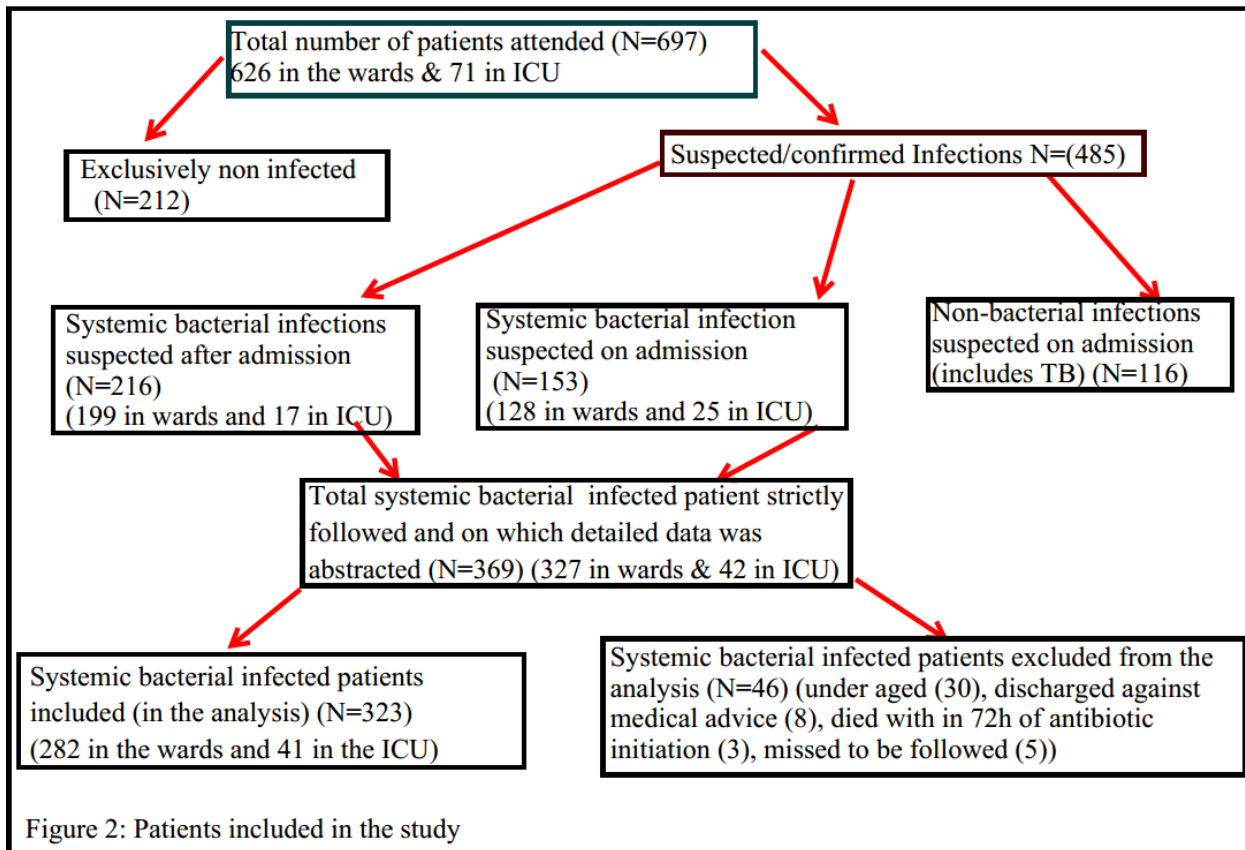 Total number of patients attended (N=697)
626 in the wards & 71 in ICU
Exclusively non infected
(N=212)
Suspected/confirmed Infections N=(485)
Systemic bacterial infections
suspected after admission
(N=216)
(199 in wards and 17 in ICU)
Systemic bacterial infection
suspected on admission
(N=153)
(128 in wards and 25 in ICU)
Non-bacterial infections
suspected on admission
(includes TB) (N=116)
Total systemic bacterial infected patient strictly
followed and on which detailed data was
abstracted (N=369) (327 in wards & 42 in ICU)
Systemic bacterial infected patients
included (in the analysis) (N=323)
(282 in the wards and 41 in the ICU)
Systemic bacterial infected patients excluded from the
analysis (N=46) (under aged (30), discharged against
medical advice (8), died with in 72h of antibiotic
initiation (3), missed to be followed (5))
Figure 2: Patients included in the study